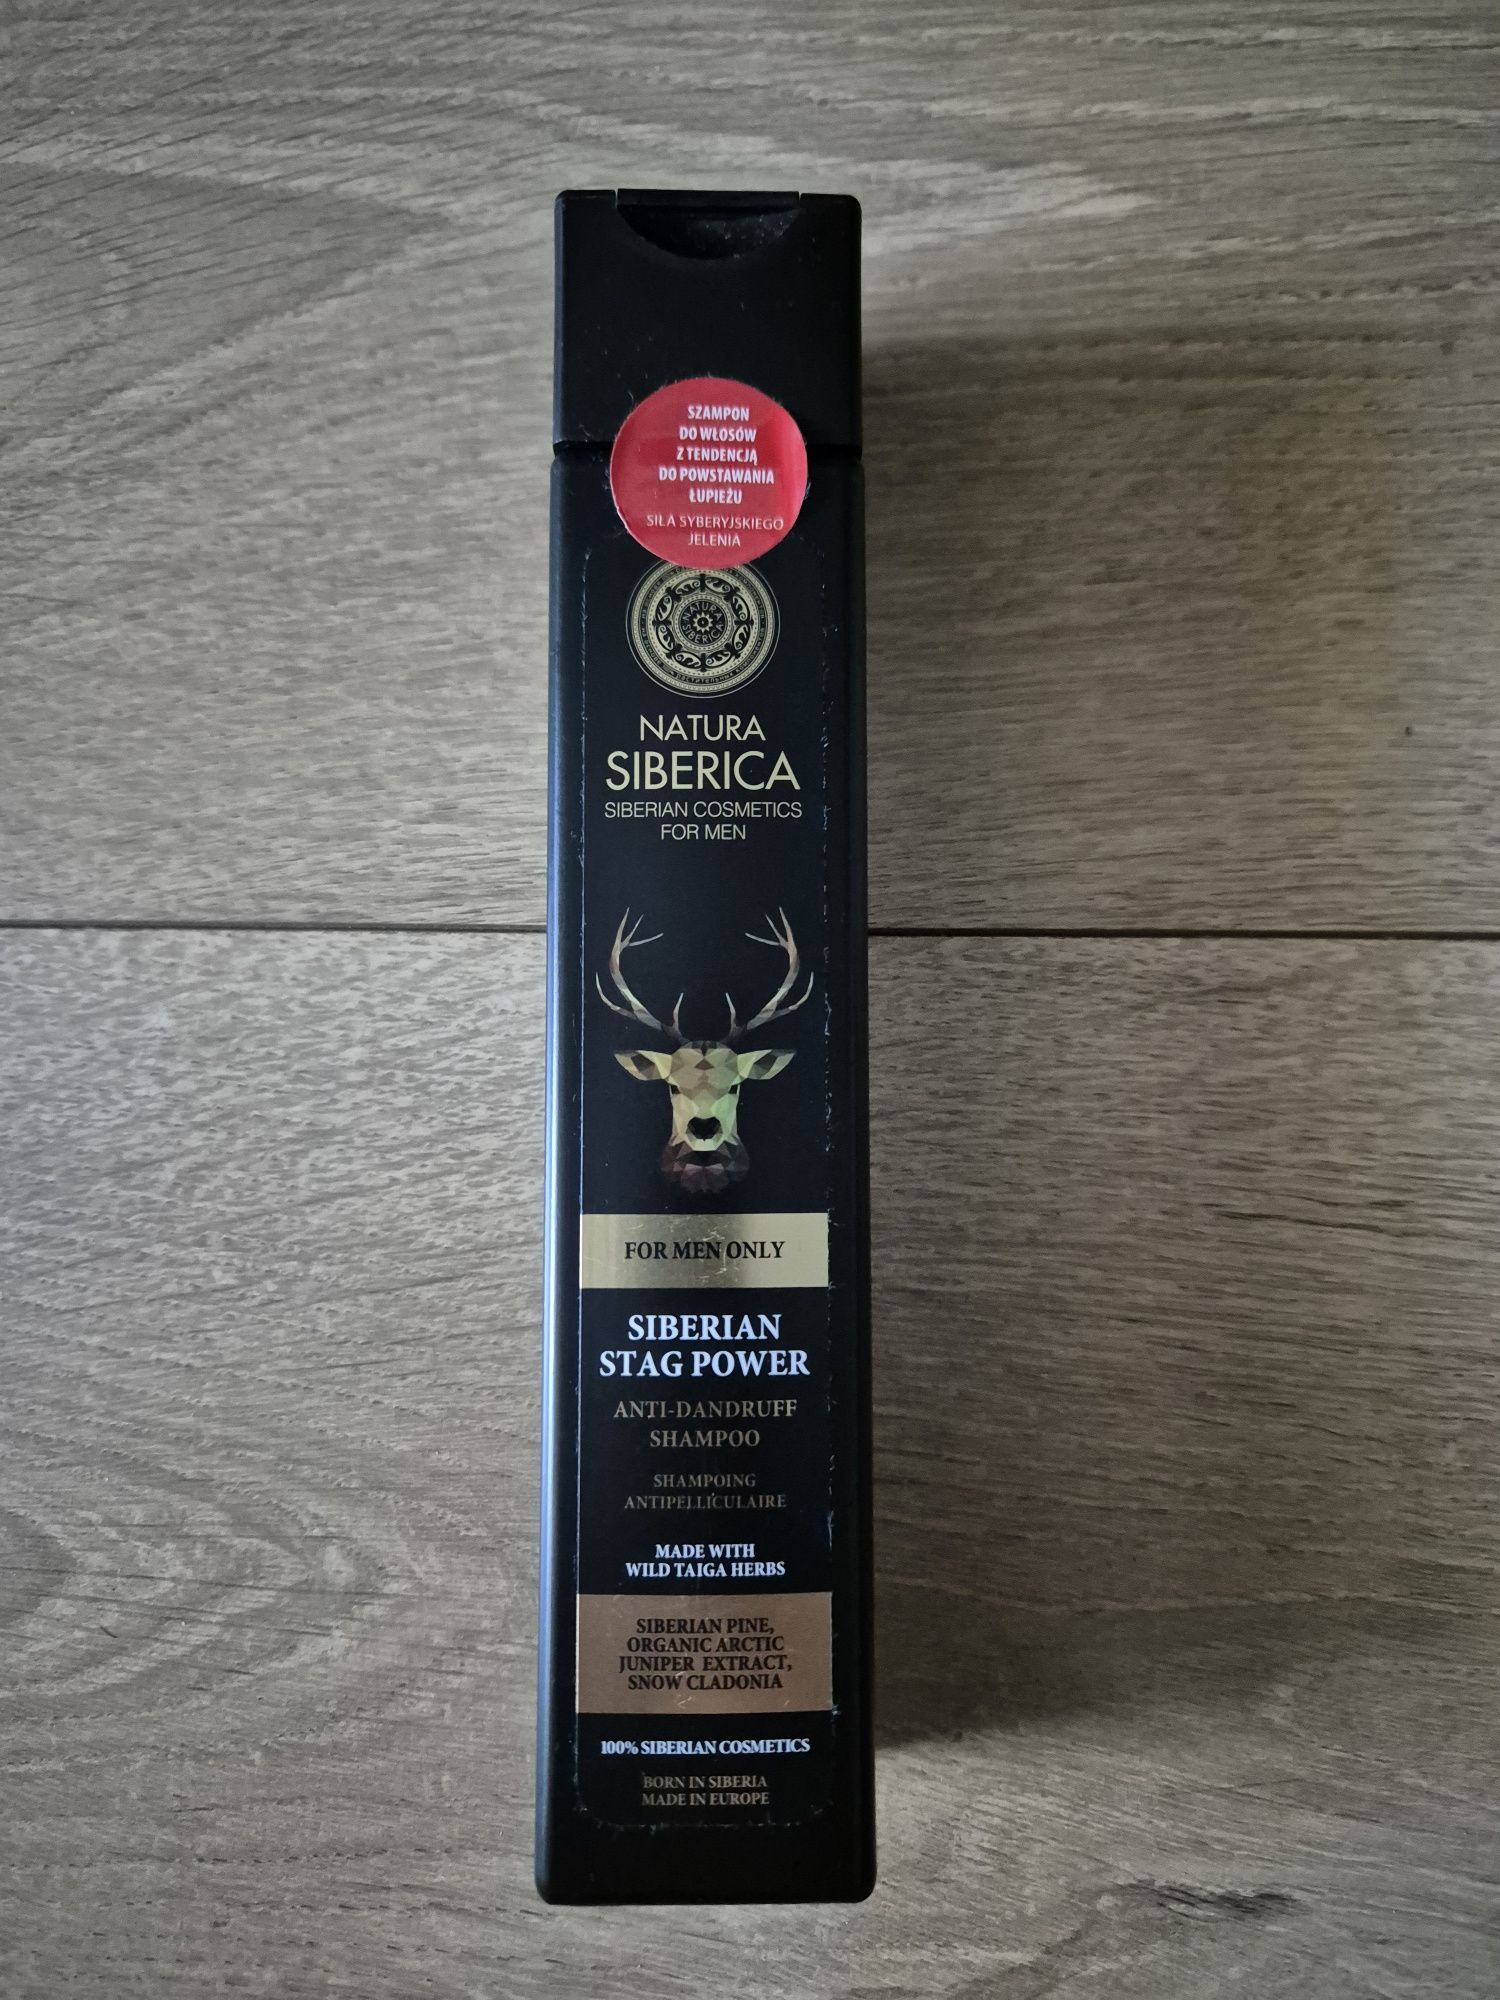 SZAMPON
DO WŁOSÓW
Z TENDENCJĄ
DO POWSTAWANIA
ŁUPIEŻU
SIŁA SYBERYJSKIEGO
JELENIA
NATURA
SIBERICA
NATURA
SIBERICA
SIBERIAN COSMETICS
FOR MEN
FOR MEN ONLY
SIBERIAN
STAG POWER
ANTI-DANDRUFF
SHAMPOO
SHAMPOING
ANTIPELLICULAIRE
MADE WITH
WILD TAIGA HERBS
SIBERIAN PINE,
ORGANIC ARCTIC
JUNIPER EXTRACT,
SNOW CLADONIA
100% SIBERIAN COSMETICS
BORN IN SIBERIA
MADE IN EUROPE